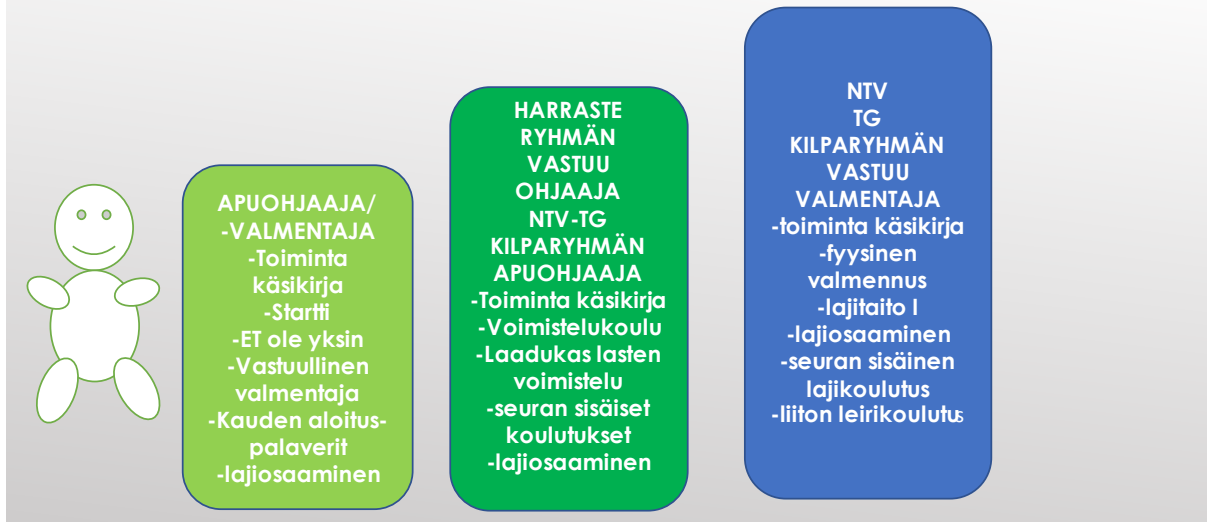 APUOHJAAJA/
-VALMENTAJA
-Toiminta
käsikirja
-Startti
-ET ole yksin
-Vastuullinen
valmentaja
-Kauden aloitus-
palaverit
-lajiosaaminen
HARRASTE
RYHMÄN
VASTUU
OHJAAJA
NTV-TG
KILPARYHMÄN
APUOHJAAJA
-Toiminta käsikirja
-Voimistelukoulu
-Laadukas lasten
voimistelu
-seuran sisäiset
koulutukset
-lajiosaaminen
NTV
TG
KILPARYHMÄN
VASTUU
VALMENTAJA
-toiminta käsikirja
-fyysinen
valmennus
-lajitaito I
-lajiosaaminen
-seuran sisäinen
lajikoulutus
-liiton leirikoulutus